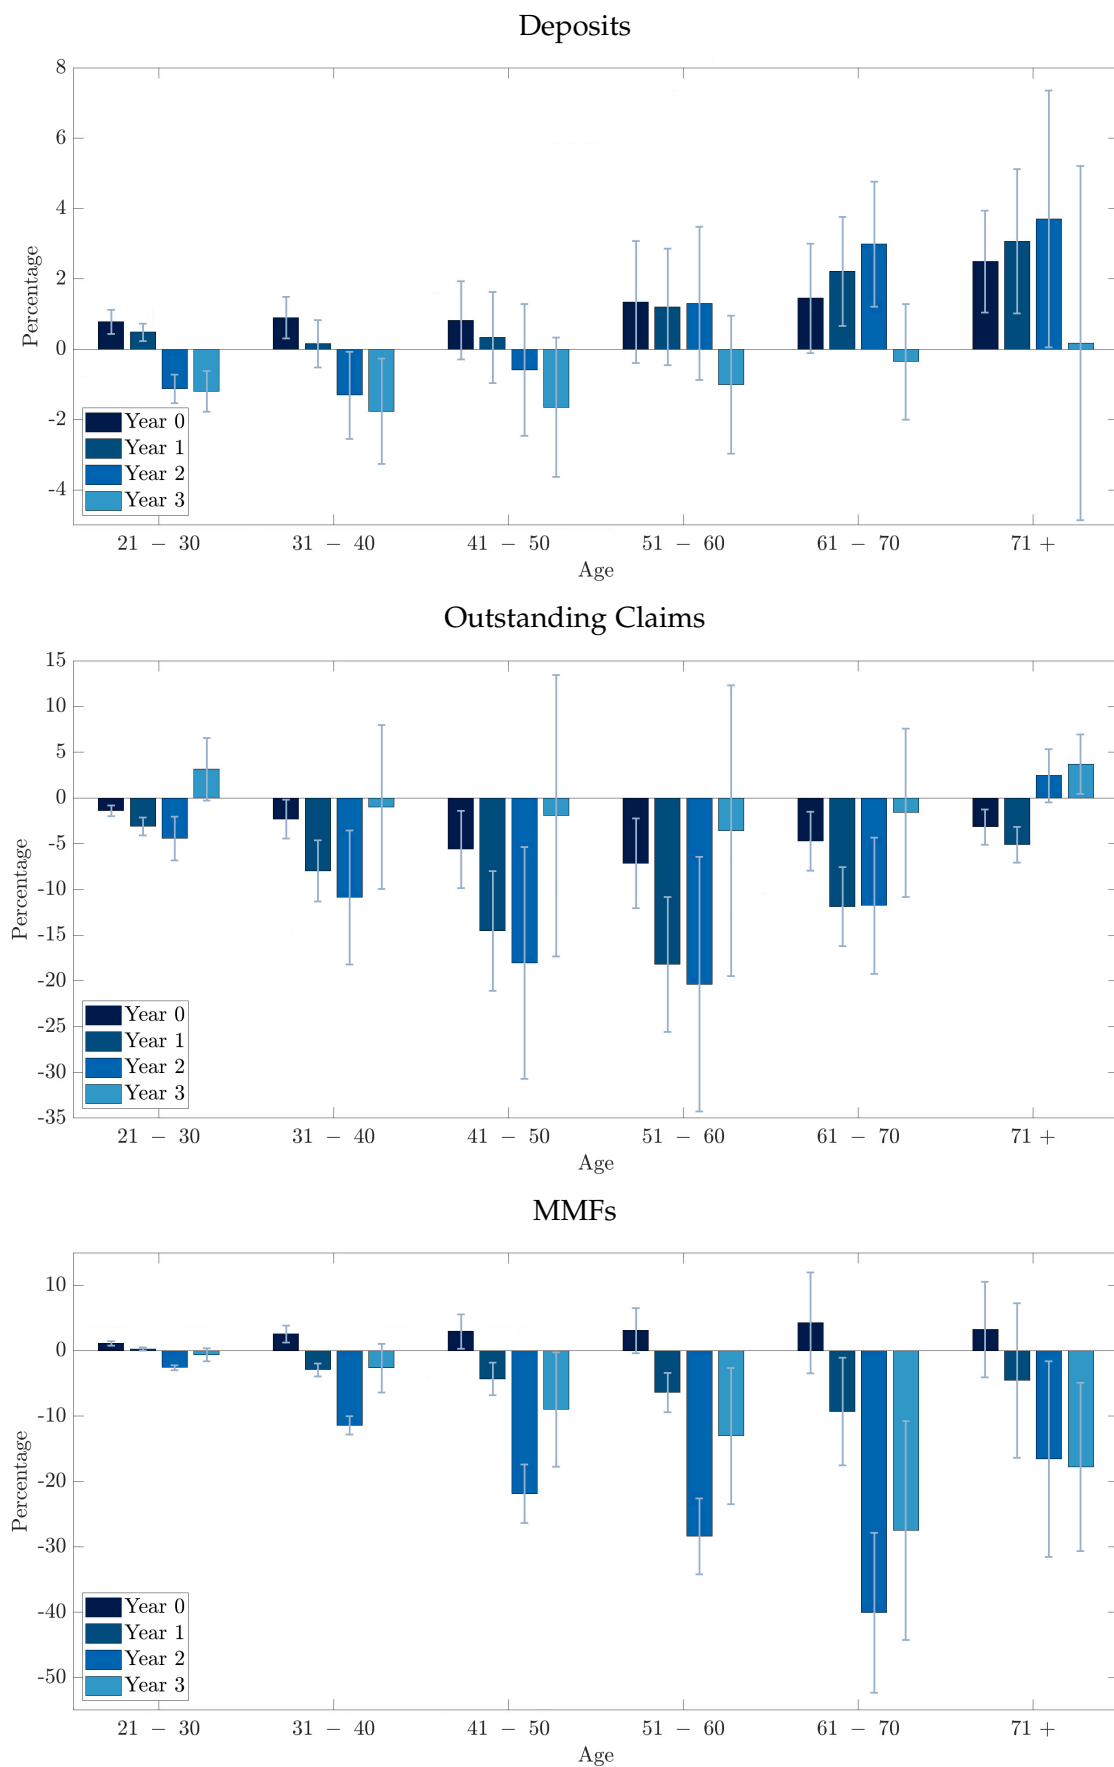 Deposits
8
6
4
2
0
-2
-4
Percentage
Year 0
Year 1
Year 2
Year 3
21 − 30
31 − 40
41 − 50
51 − 60
61 − 70
71 +
Age
Outstanding Claims
15
10
5
0
-5
-10
-15
-20
-25
-30
-35
Percentage
Year 0
Year 1
Year 2
Year 3
21 − 30
31 − 40
41 − 50
51 − 60
61 − 70
71 +
Age
MMFs
10
0
-10
-20
-30
-40
-50
Percentage
Year 0
Year 1
Year 2
Year 3
21 − 30
31 − 40
41 − 50
51 − 60
61 − 70
71 +
Age